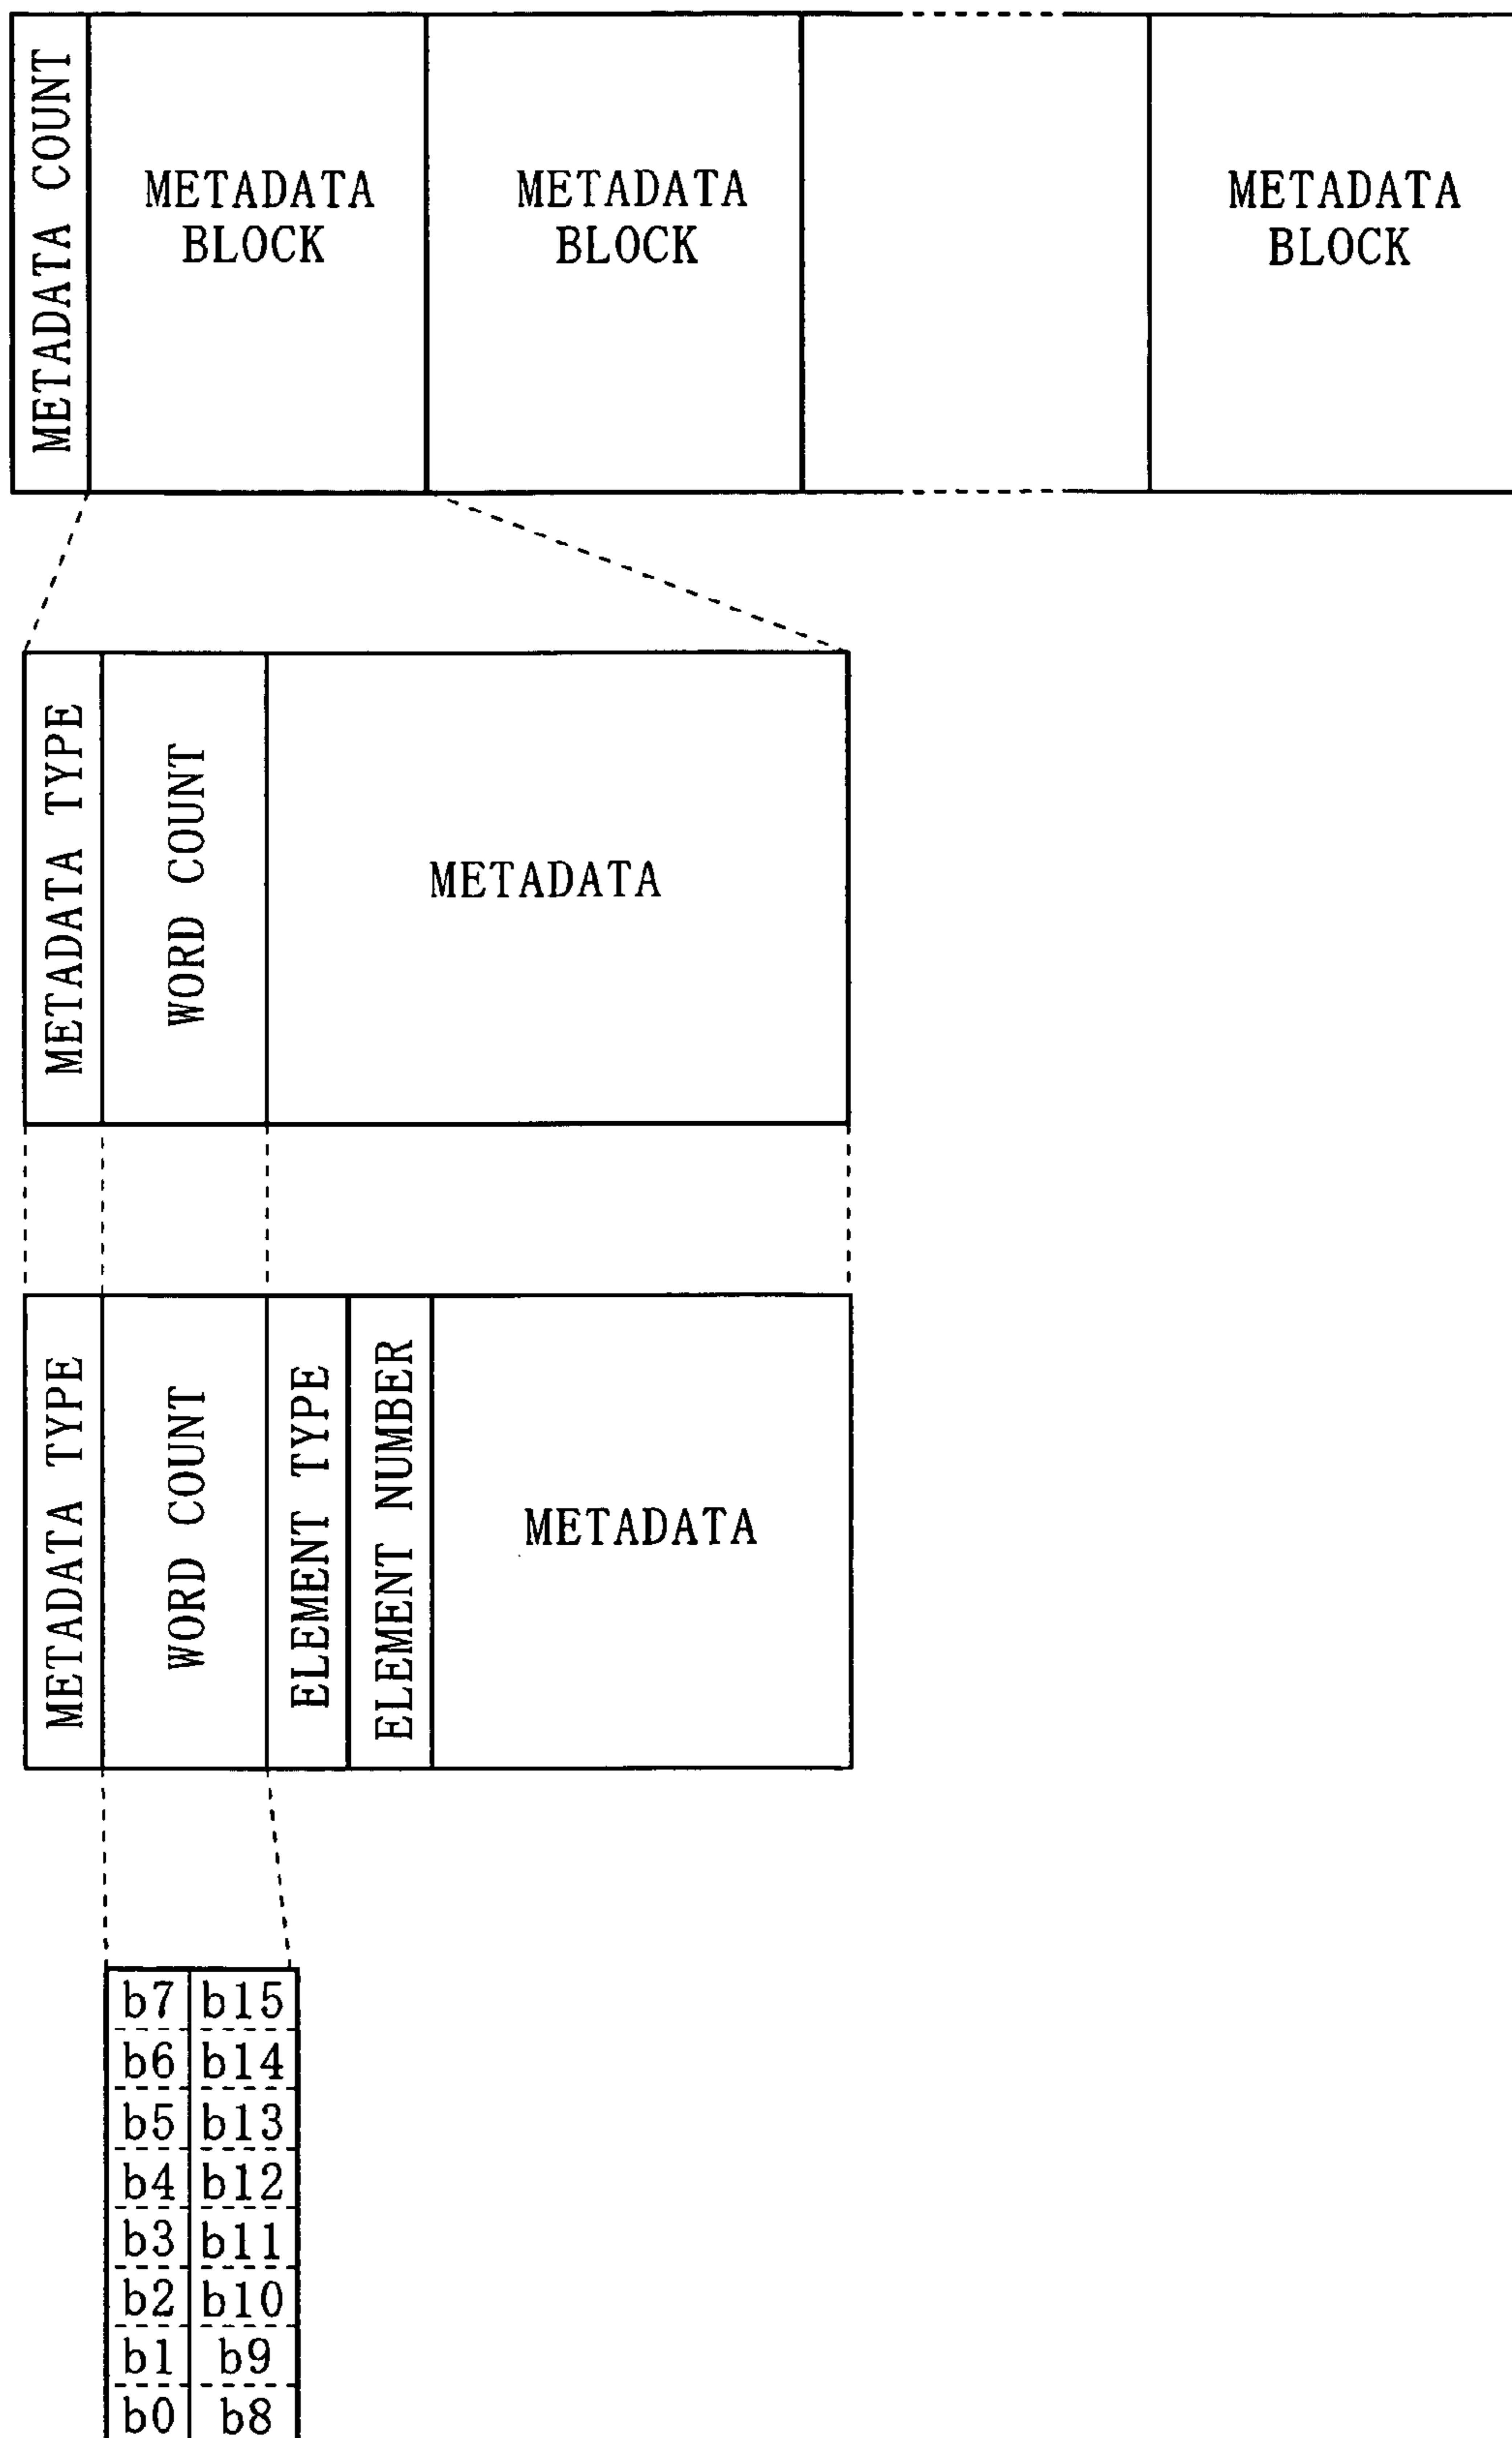 METADATA COUNT
METADATA
BLOCK
METADATA
BLOCK
METADATA
BLOCK
METADATA TYPE
WORD COUNT
METADATA
METADATA TYPE
WORD COUNT
ELEMENT TYPE
ELEMENT NUMBER
METADATA
b7 b15
b6 b14
b5 b13
b4 b12
b3 b11
b2 b10
b1 b9
b0 b8